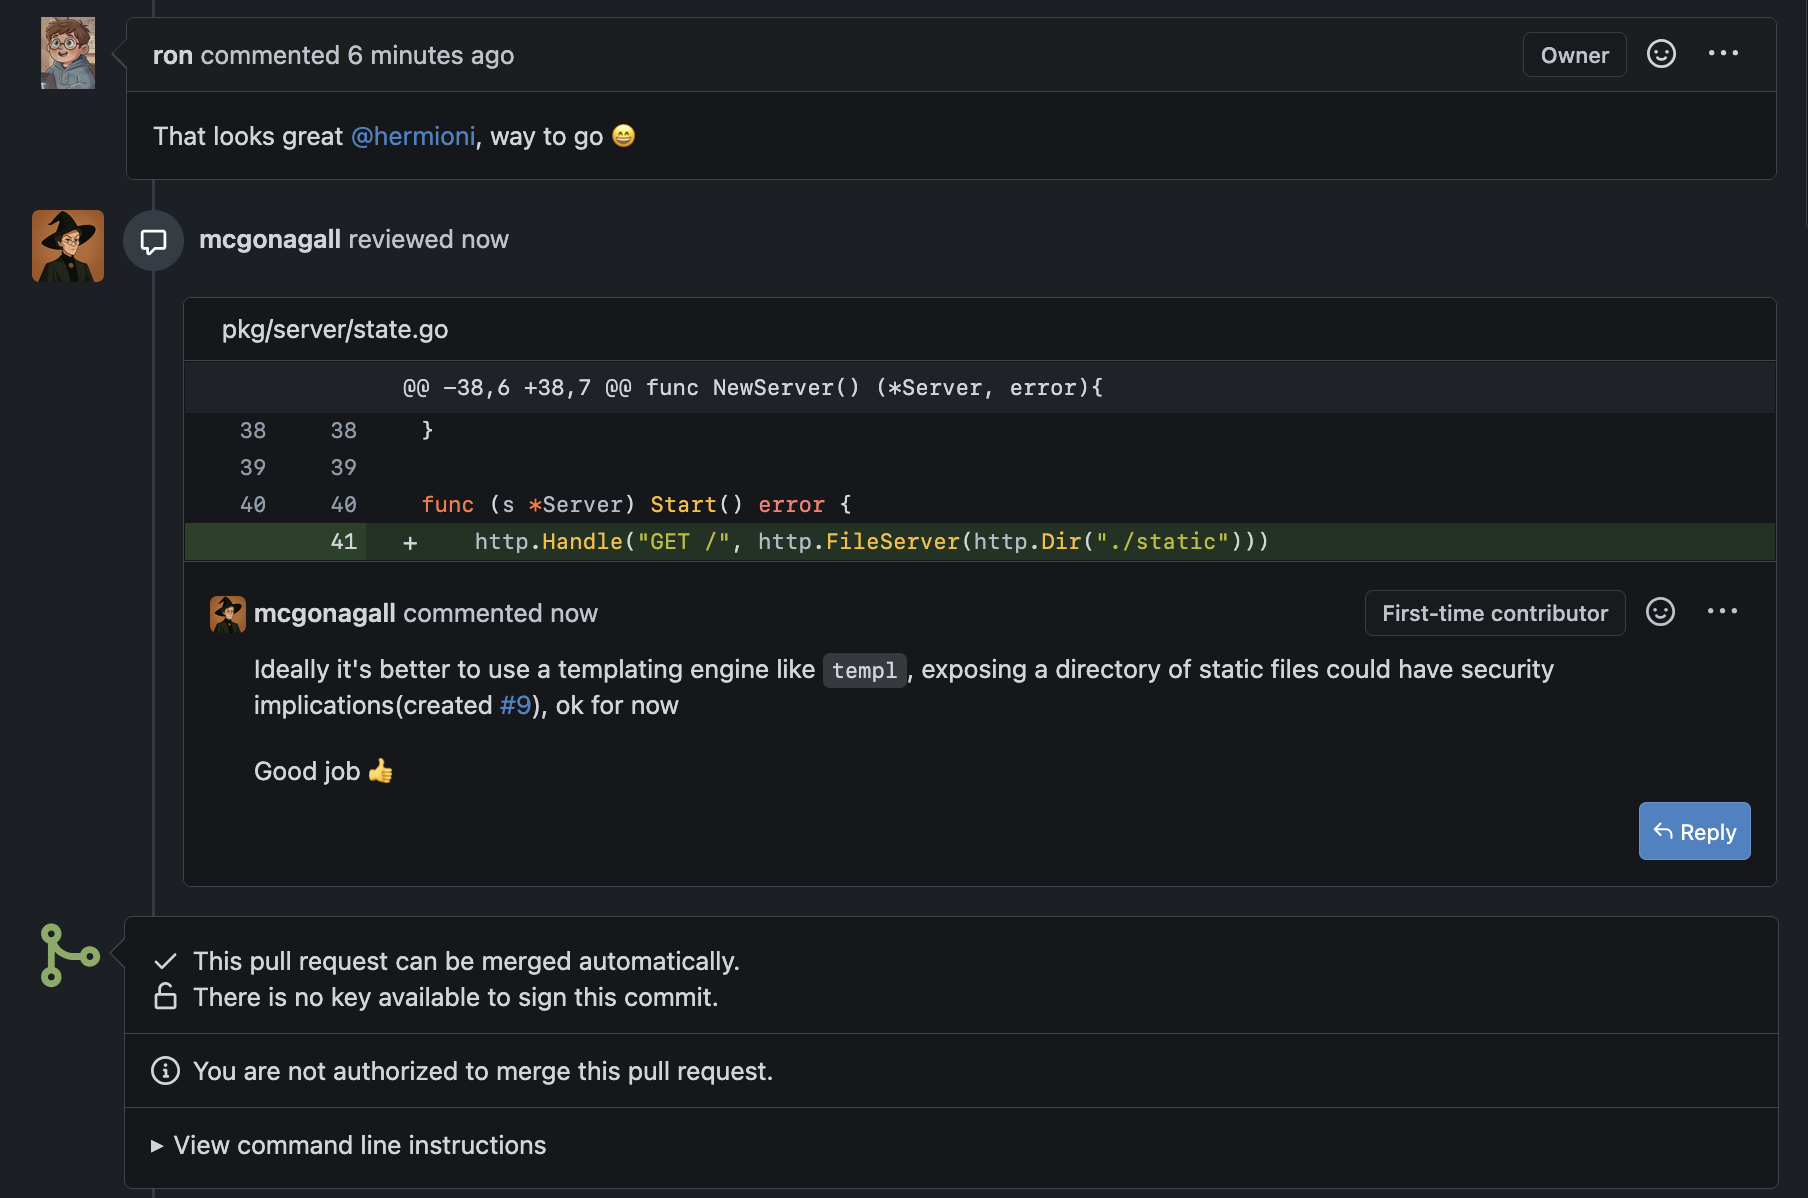 ron commented 6 minutes ago
Owner
That looks great @hermioni, way to go 😄
mcgonagall reviewed now
pkg/server/state.go
@@ -38,6 +38,7 @@ func NewServer() (*Server, error){
38 38 }
39 39
40 40 func (s *Server) Start() error {
41 + http.Handle("GET /", http.FileServer(http.Dir("./static")))
mcgonagall commented now
First-time contributor
Ideally it's better to use a templating engine like templ, exposing a directory of static files could have security
implications(created #9), ok for now
Good job 👍
Reply
This pull request can be merged automatically.
There is no key available to sign this commit.
You are not authorized to merge this pull request.
View command line instructions